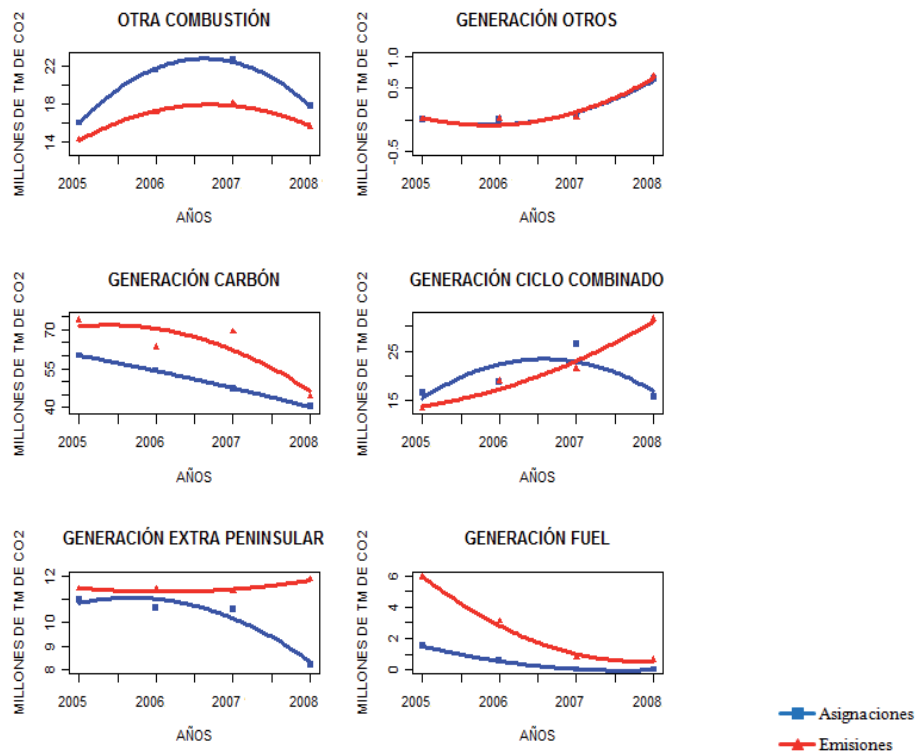 OTRA COMBUSTIÓN
MILLONES DE TM DE CO2
22
18
14
2005 2006 2007 2008
AÑOS
GENERACIÓN OTROS
MILLONES DE TM DE CO2
1.0
0.5
-0.5
2005 2006 2007 2008
AÑOS
GENERACIÓN CARBÓN
MILLONES DE TM DE CO2
70
55
40
2005 2006 2007 2008
AÑOS
GENERACIÓN CICLO COMBINADO
MILLONES DE TM DE CO2
25
15
2005 2006 2007 2008
AÑOS
GENERACIÓN EXTRA PENINSULAR
MILLONES DE TM DE CO2
12
10
9
8
2005 2006 2007 2008
AÑOS
GENERACIÓN FUEL
MILLONES DE TM DE CO2
6
4
2
0
2005 2006 2007 2008
AÑOS
Asignaciones
Emisiones